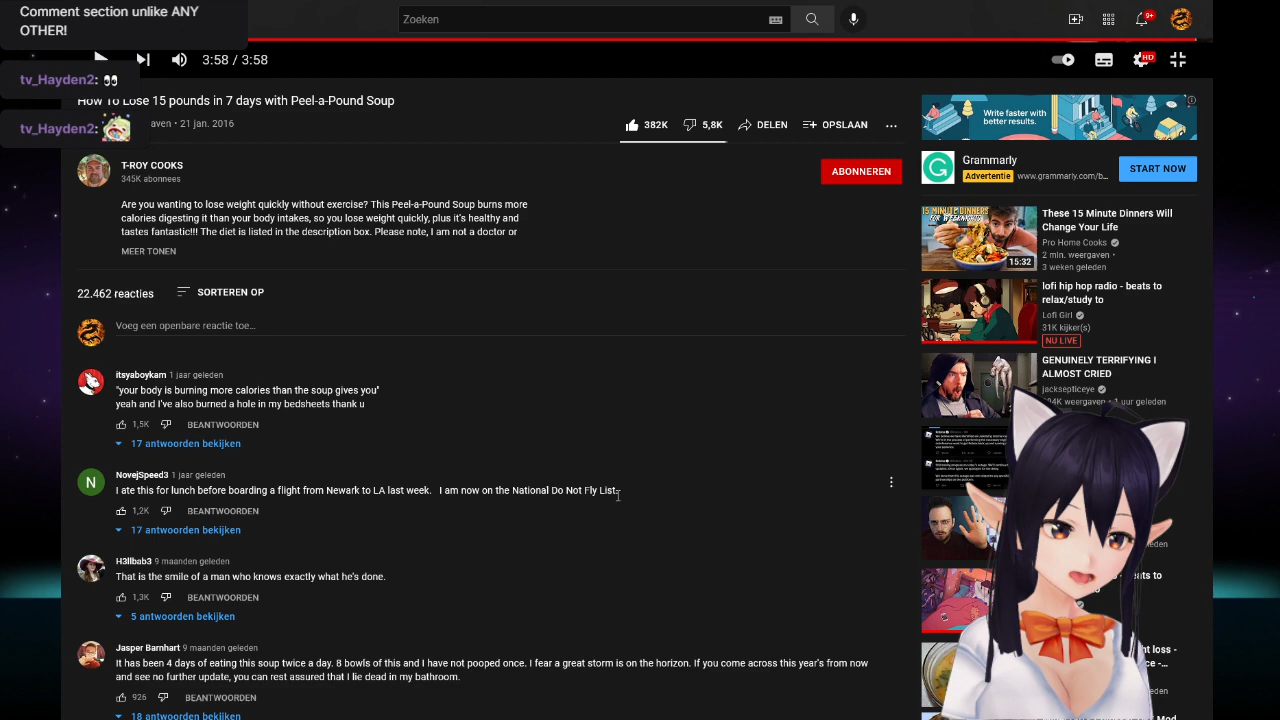 Comment section unlike ANY
OTHER!
Zoeken
9+
tv_Hayden2: 👀
3:58 / 3:58
HD
How To Lose 15 pounds in 7 days with Peel-a-Pound Soup
tv_Hayden2:
aven • 21 jan. 2016
382K
5,8K
DELEN
OPSLAAN
T-ROY COOKS
345K abonnees
ABONNEREN
Are you wanting to lose weight quickly without exercise? This Peel-a-Pound Soup burns more
calories digesting it than your body intakes, so you lose weight quickly, plus it's healthy and
tastes fantastic!!! The diet is listed in the description box. Please note, I am not a doctor or
MEER TONEN
22.462 reacties
SORTEREN OP
Voeg een openbare reactie toe...
itsyaboykam 1 jaar geleden
"your body is burning more calories than the soup gives you"
yeah and I've also burned a hole in my bedsheets thank u
1,5K
BEANTWOORDEN
17 antwoorden bekijken
NovejSpeed3 1 jaar geleden
I ate this for lunch before boarding a flight from Newark to LA last week. I am now on the National Do Not Fly List.
1,2K
BEANTWOORDEN
17 antwoorden bekijken
H3llbab3 9 maanden geleden
That is the smile of a man who knows exactly what he's done.
1,3K
BEANTWOORDEN
5 antwoorden bekijken
Jasper Barnhart 9 maanden geleden
It has been 4 days of eating this soup twice a day. 8 bowls of this and I have not pooped once. I fear a great storm is on the horizon. If you come across this year's from now
and see no further update, you can rest assured that I lie dead in my bathroom.
926
BEANTWOORDEN
18 antwoorden bekijken
Write faster with
better results.
Grammarly
Advertentie www.grammarly.com/b...
START NOW
15 MINUTE DINNERS
FOR WEEKNIGHTS
15:32
These 15 Minute Dinners Will
Change Your Life
Pro Home Cooks
2 mln. weergaven •
3 weken geleden
lofi hip hop radio - beats to
relax/study to
Lofi Girl
31K kijker(s)
NU LIVE
GENUINELY TERRIFYING I
ALMOST CRIED
jacksepticeye
4K weergaven • 1 uur geleden
eden
ats to
ht loss -
ce -...
eden
Mod